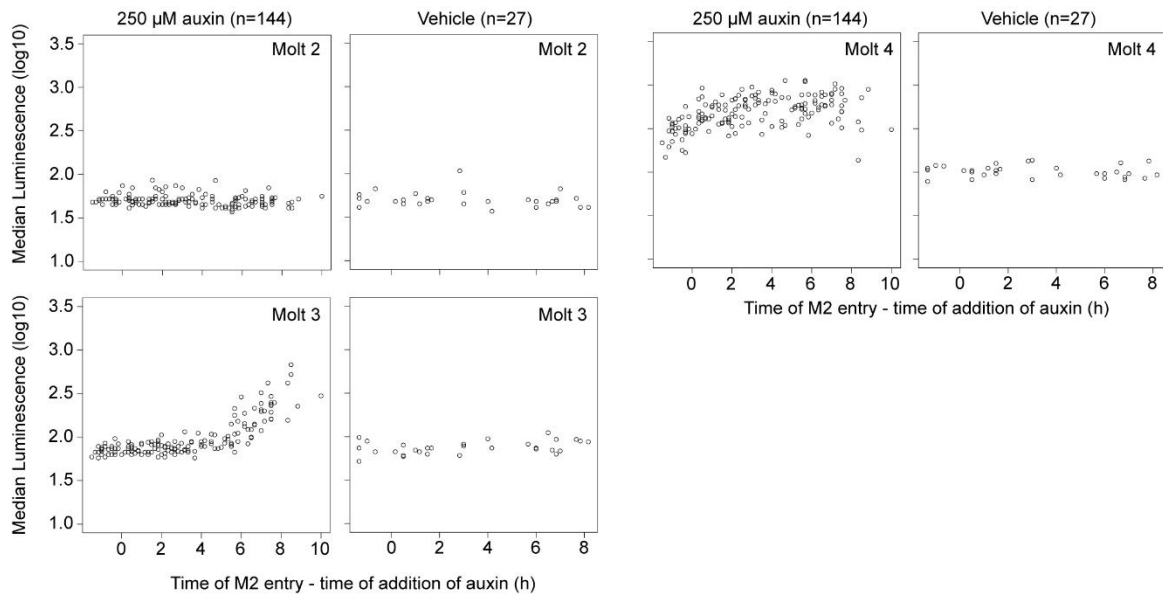 250 µM auxin (n=144)
Vehicle (n=27)
Median Luminescence (log10)
3.5
3.0
2.5
2.0
1.5
1.0
Molt 2
Molt 2
Median Luminescence (log10)
3.5
3.0
2.5
2.0
1.5
1.0
Molt 3
Molt 3
0 2 4 6 8 10
0 2 4 6 8
Time of M2 entry - time of addition of auxin (h)
250 µM auxin (n=144)
Vehicle (n=27)
Molt 4
Molt 4
0 2 4 6 8 10
0 2 4 6 8
Time of M2 entry - time of addition of auxin (h)